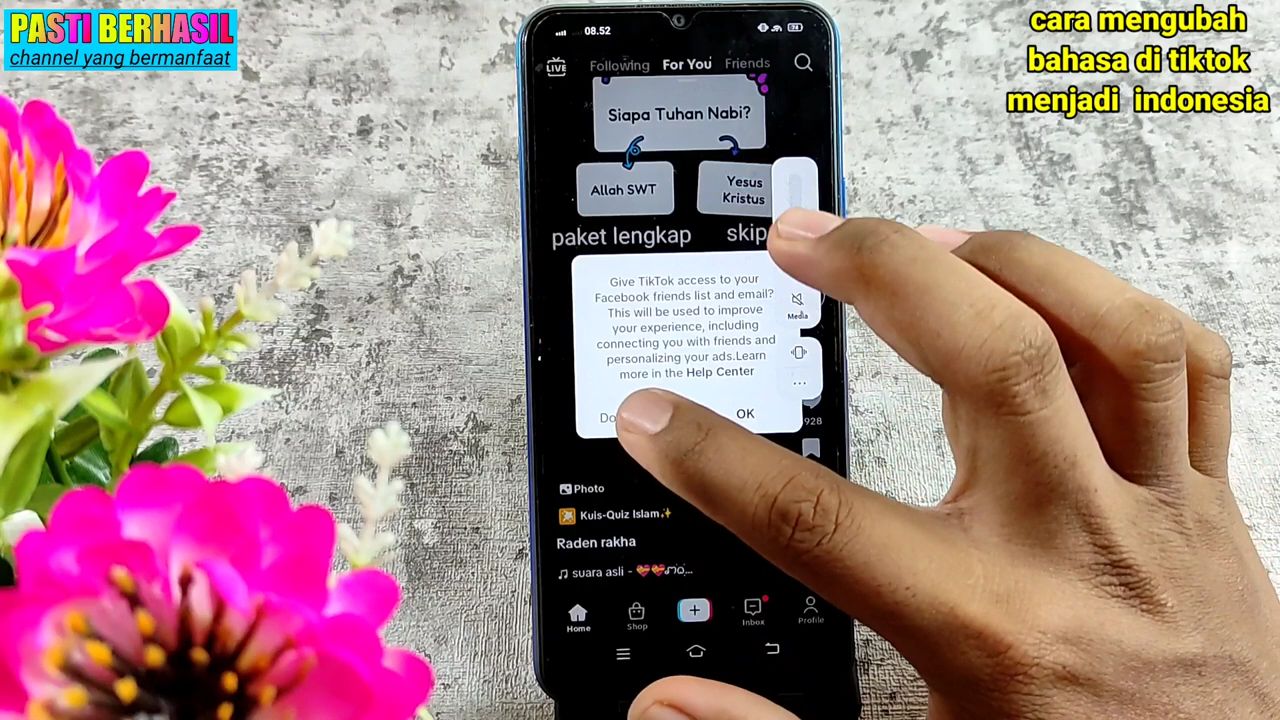 PASTI BERHASIL
channel yang bermanfaat
cara mengubah
bahasa di tiktok
menjadi indonesia
08.52
LIVE
Following For You Friends
Siapa Tuhan Nabi?
Allah SWT
Yesus
Kristus
paket lengkap
skip
Give TikTok access to your
Facebook friends list and email?
This will be used to improve
your experience, including
connecting you with friends and
personalizing your ads.Learn
more in the Help Center
OK
Media
928
Photo
Kuis-Quiz Islam✨
Raden rakha
suara asli -
Home
Shop
Inbox
Profile